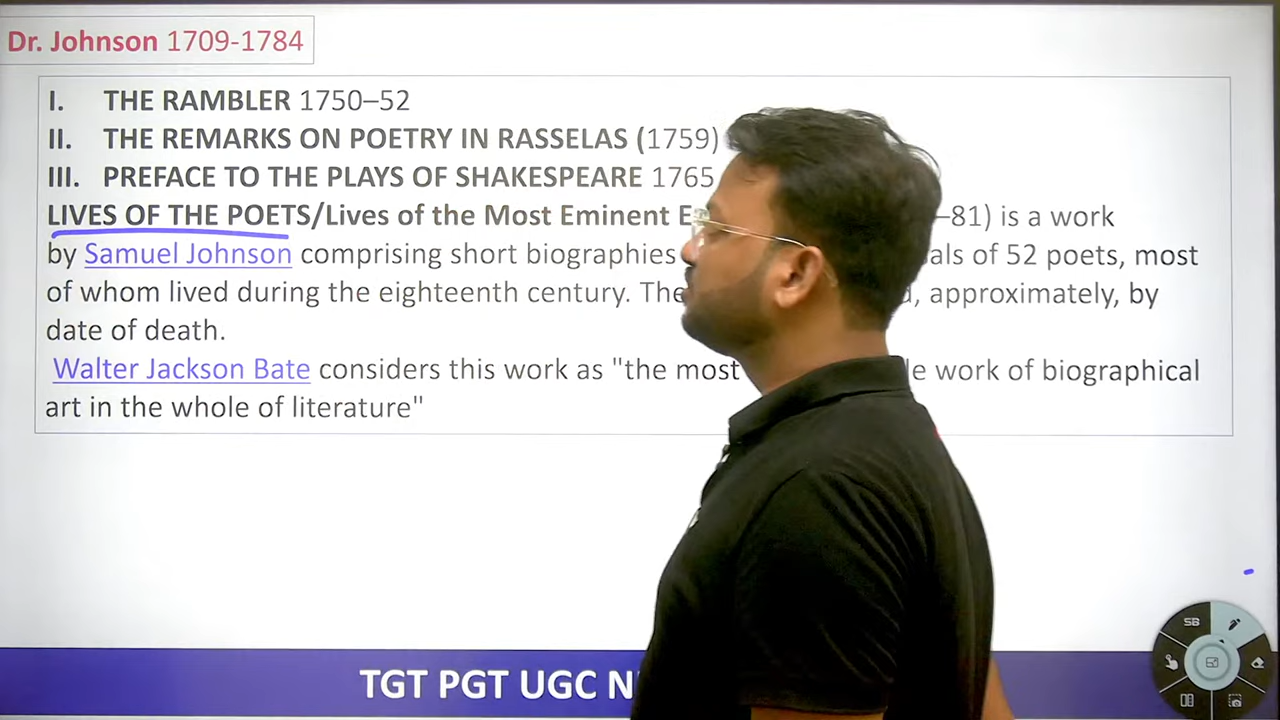 Dr. Johnson 1709-1784
I. THE RAMBLER 1750–52
II. THE REMARKS ON POETRY IN RASSELAS (1759)
III. PREFACE TO THE PLAYS OF SHAKESPEARE 1765
LIVES OF THE POETS/Lives of the Most Eminent –81) is a work
by Samuel Johnson comprising short biographies of 52 poets, most
of whom lived during the eighteenth century. approximately, by
date of death.
Walter Jackson Bate considers this work as "the most work of biographical
art in the whole of literature"
SB
TGT PGT UGC